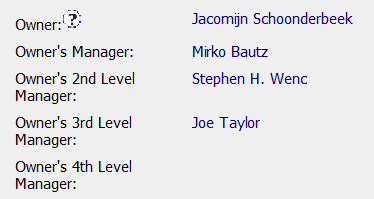 Owner: ? Jacomijn Schoonderbeek
Owner's Manager: Mirko Bautz
Owner's 2nd Level Stephen H. Wenc
Manager:
Owner's 3rd Level Joe Taylor
Manager:
Owner's 4th Level
Manager: